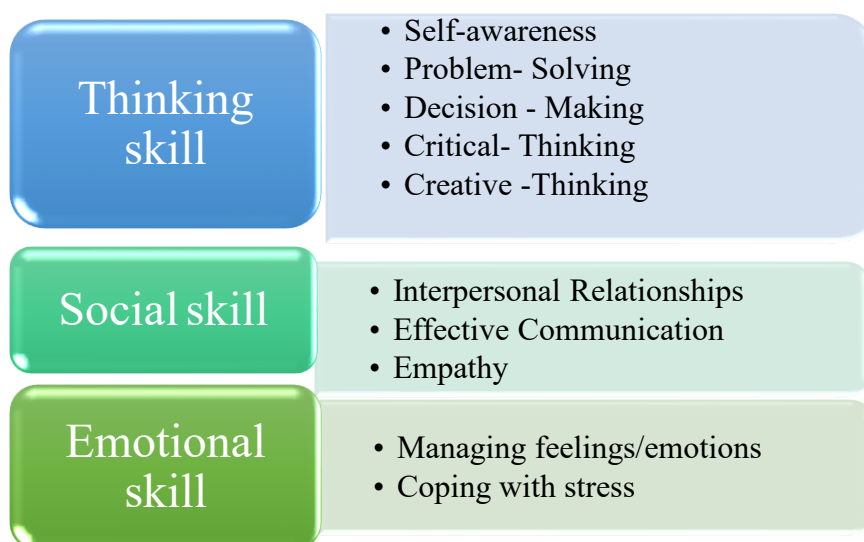 Thinking
skill
• Self-awareness
• Problem- Solving
• Decision - Making
• Critical- Thinking
• Creative -Thinking
Social skill
• Interpersonal Relationships
• Effective Communication
• Empathy
Emotional
skill
• Managing feelings/emotions
• Coping with stress